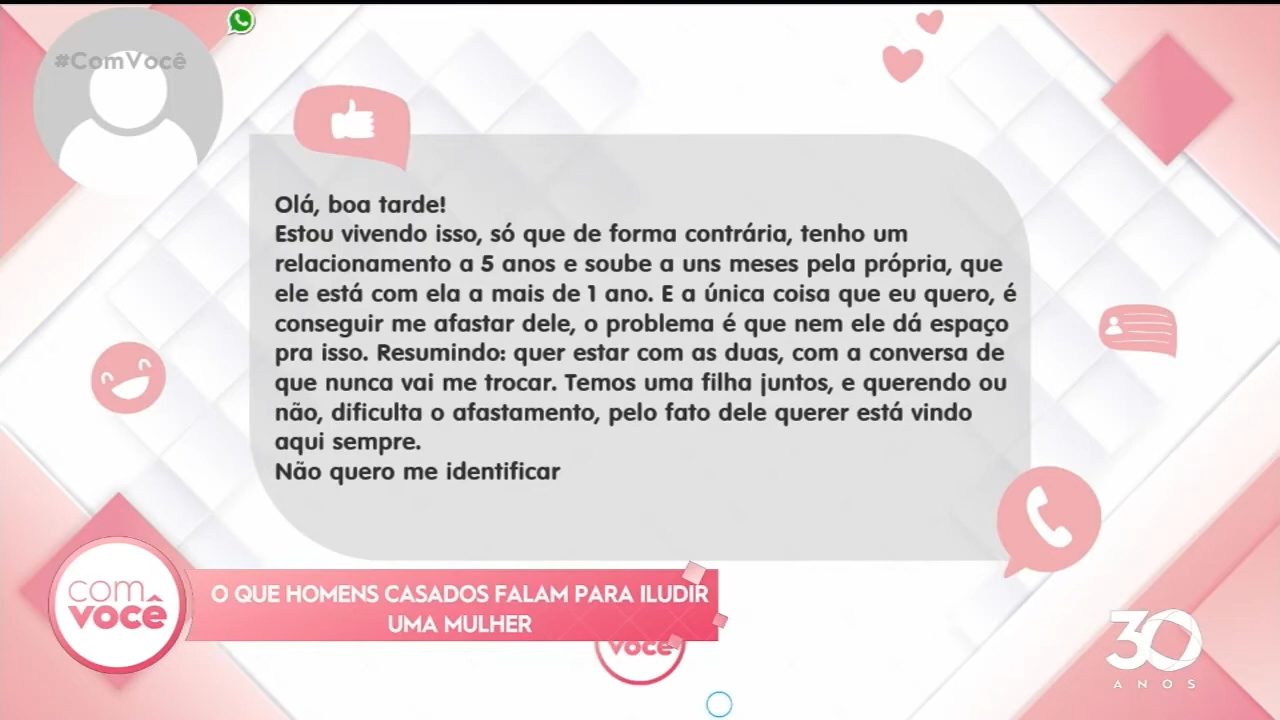 #ComVocê
Olá, boa tarde!
Estou vivendo isso, só que de forma contrária, tenho um
relacionamento a 5 anos e soube a uns meses pela própria, que
ele está com ela a mais de 1 ano. E a única coisa que eu quero, é
conseguir me afastar dele, o problema é que nem ele dá espaço
pra isso. Resumindo: quer estar com as duas, com a conversa de
que nunca vai me trocar. Temos uma filha juntos, e querendo ou
não, dificulta o afastamento, pelo fato dele querer está vindo
aqui sempre.
Não quero me identificar
com
você
O QUE HOMENS CASADOS FALAM PARA ILUDIR
UMA MULHER
você
30
ANOS